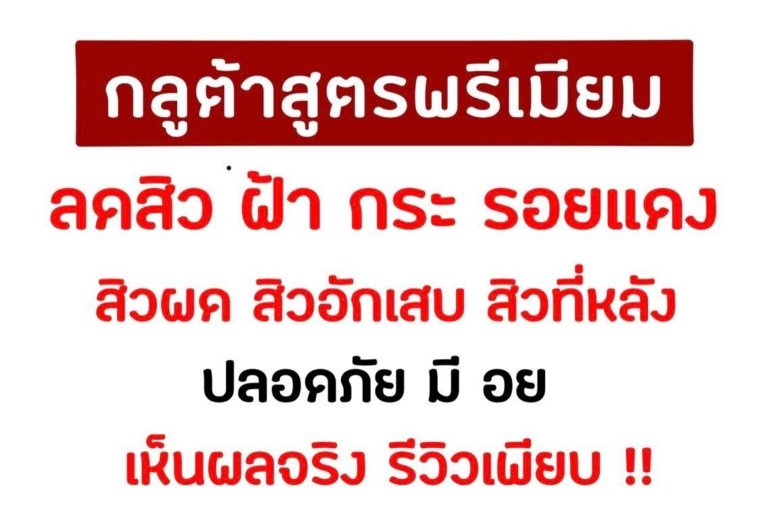 กลูต้าสูตรพรีเมียม
ลดสิว ฝ้า กระ รอยแดง
สิวผด สิวอักเสบ สิวที่หลัง
ปลอดภัย มี อย
เห็นผลจริง รีวิวเพียบ !!